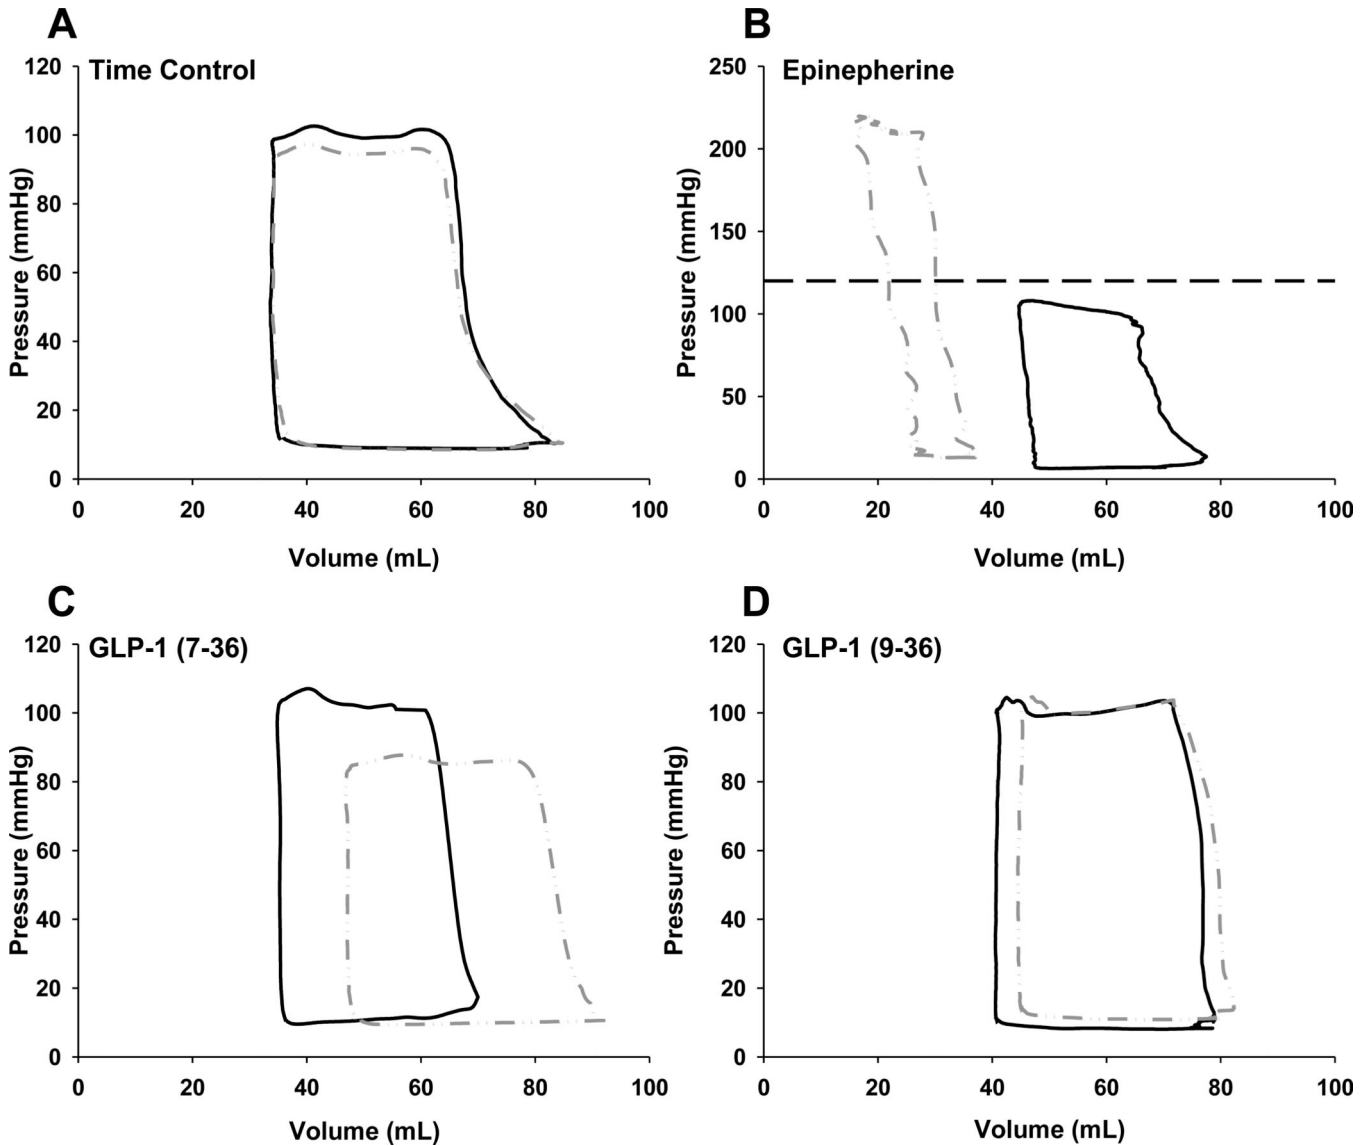 A
B
Time Control
Epinepherine
Pressure (mmHg)
120
100
80
60
40
20
0
0 20 40 60 80 100
Volume (mL)
Pressure (mmHg)
250
200
150
100
50
0
0 20 40 60 80 100
Volume (mL)
C
D
GLP-1 (7-36)
GLP-1 (9-36)
Pressure (mmHg)
120
100
80
60
40
20
0
0 20 40 60 80 100
Volume (mL)
Pressure (mmHg)
120
100
80
60
40
20
0
0 20 40 60 80 100
Volume (mL)